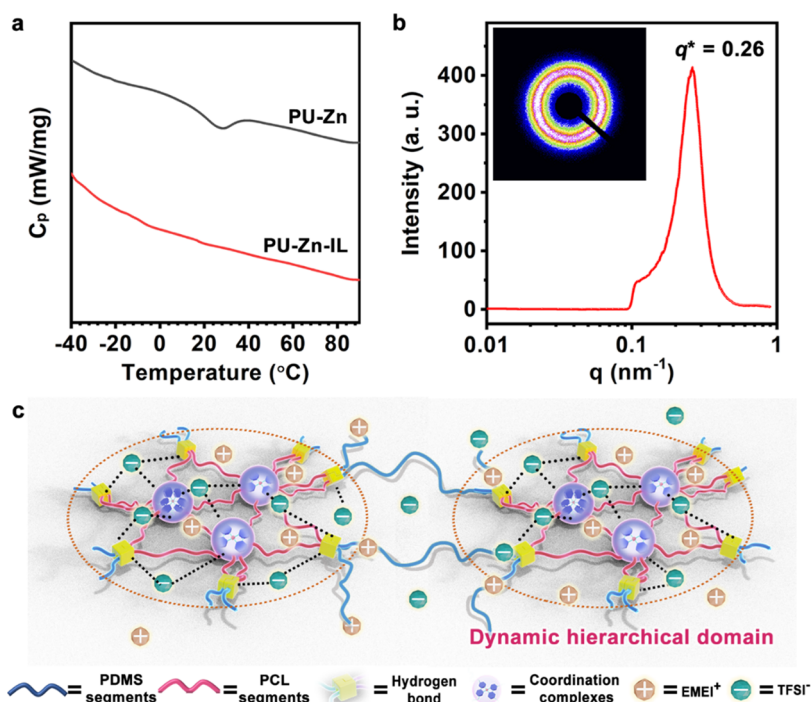 a
PU-Zn
PU-Zn-IL
Cp (mW/mg)
-40 -20 0 20 40 60 80
Temperature (°C)
b
q* = 0.26
400
300
200
100
0
Intensity (a. u.)
0.01 0.1 1
q (nm⁻¹)
c
Dynamic hierarchical domain
= PDMS segments
= PCL segments
= Hydrogen bond
= Coordination complexes
= EMEI⁺
= TFSI⁻